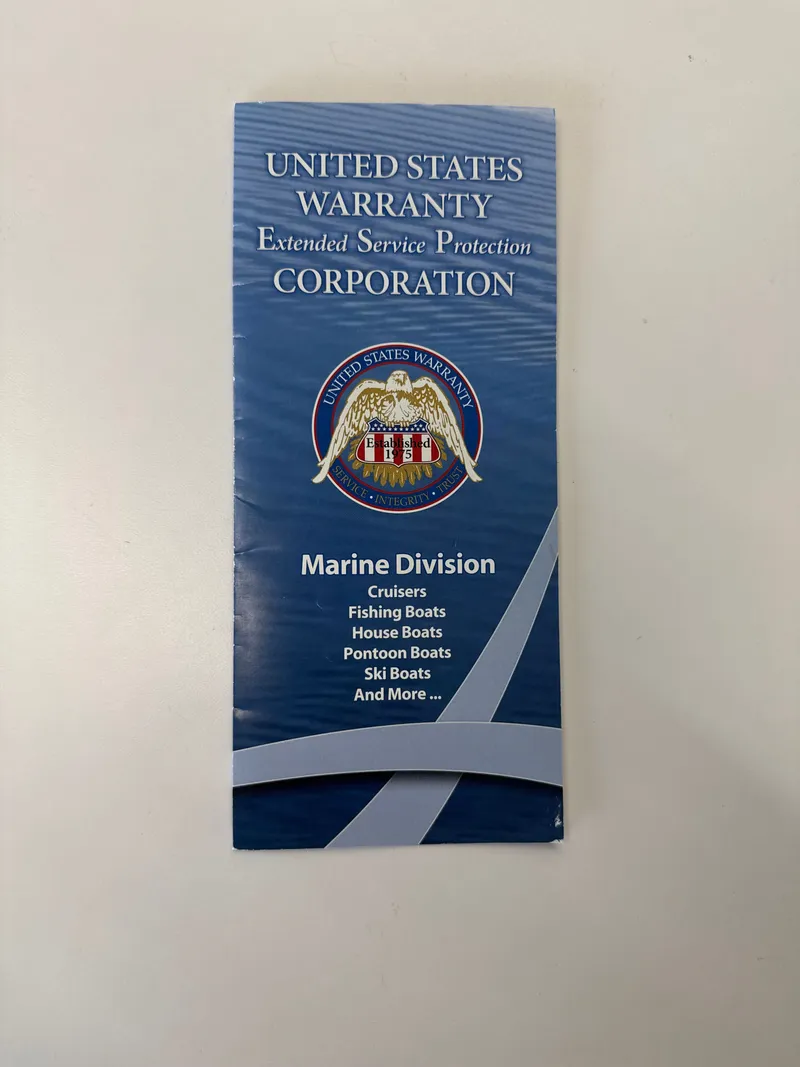 UNITED STATES
WARRANTY
Extended Service Protection
CORPORATION
UNITED STATES WARRANTY
Established
1975
SERVICE • INTEGRITY • TRUST
Marine Division
Cruisers
Fishing Boats
House Boats
Pontoon Boats
Ski Boats
And More ...